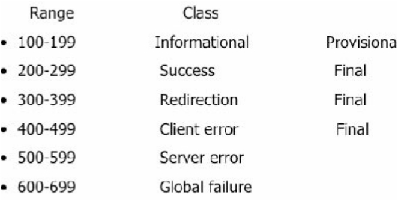 Range Class
• 100-199 Informational Provisiona
• 200-299 Success Final
• 300-399 Redirection Final
• 400-499 Client error Final
• 500-599 Server error
• 600-699 Global failure